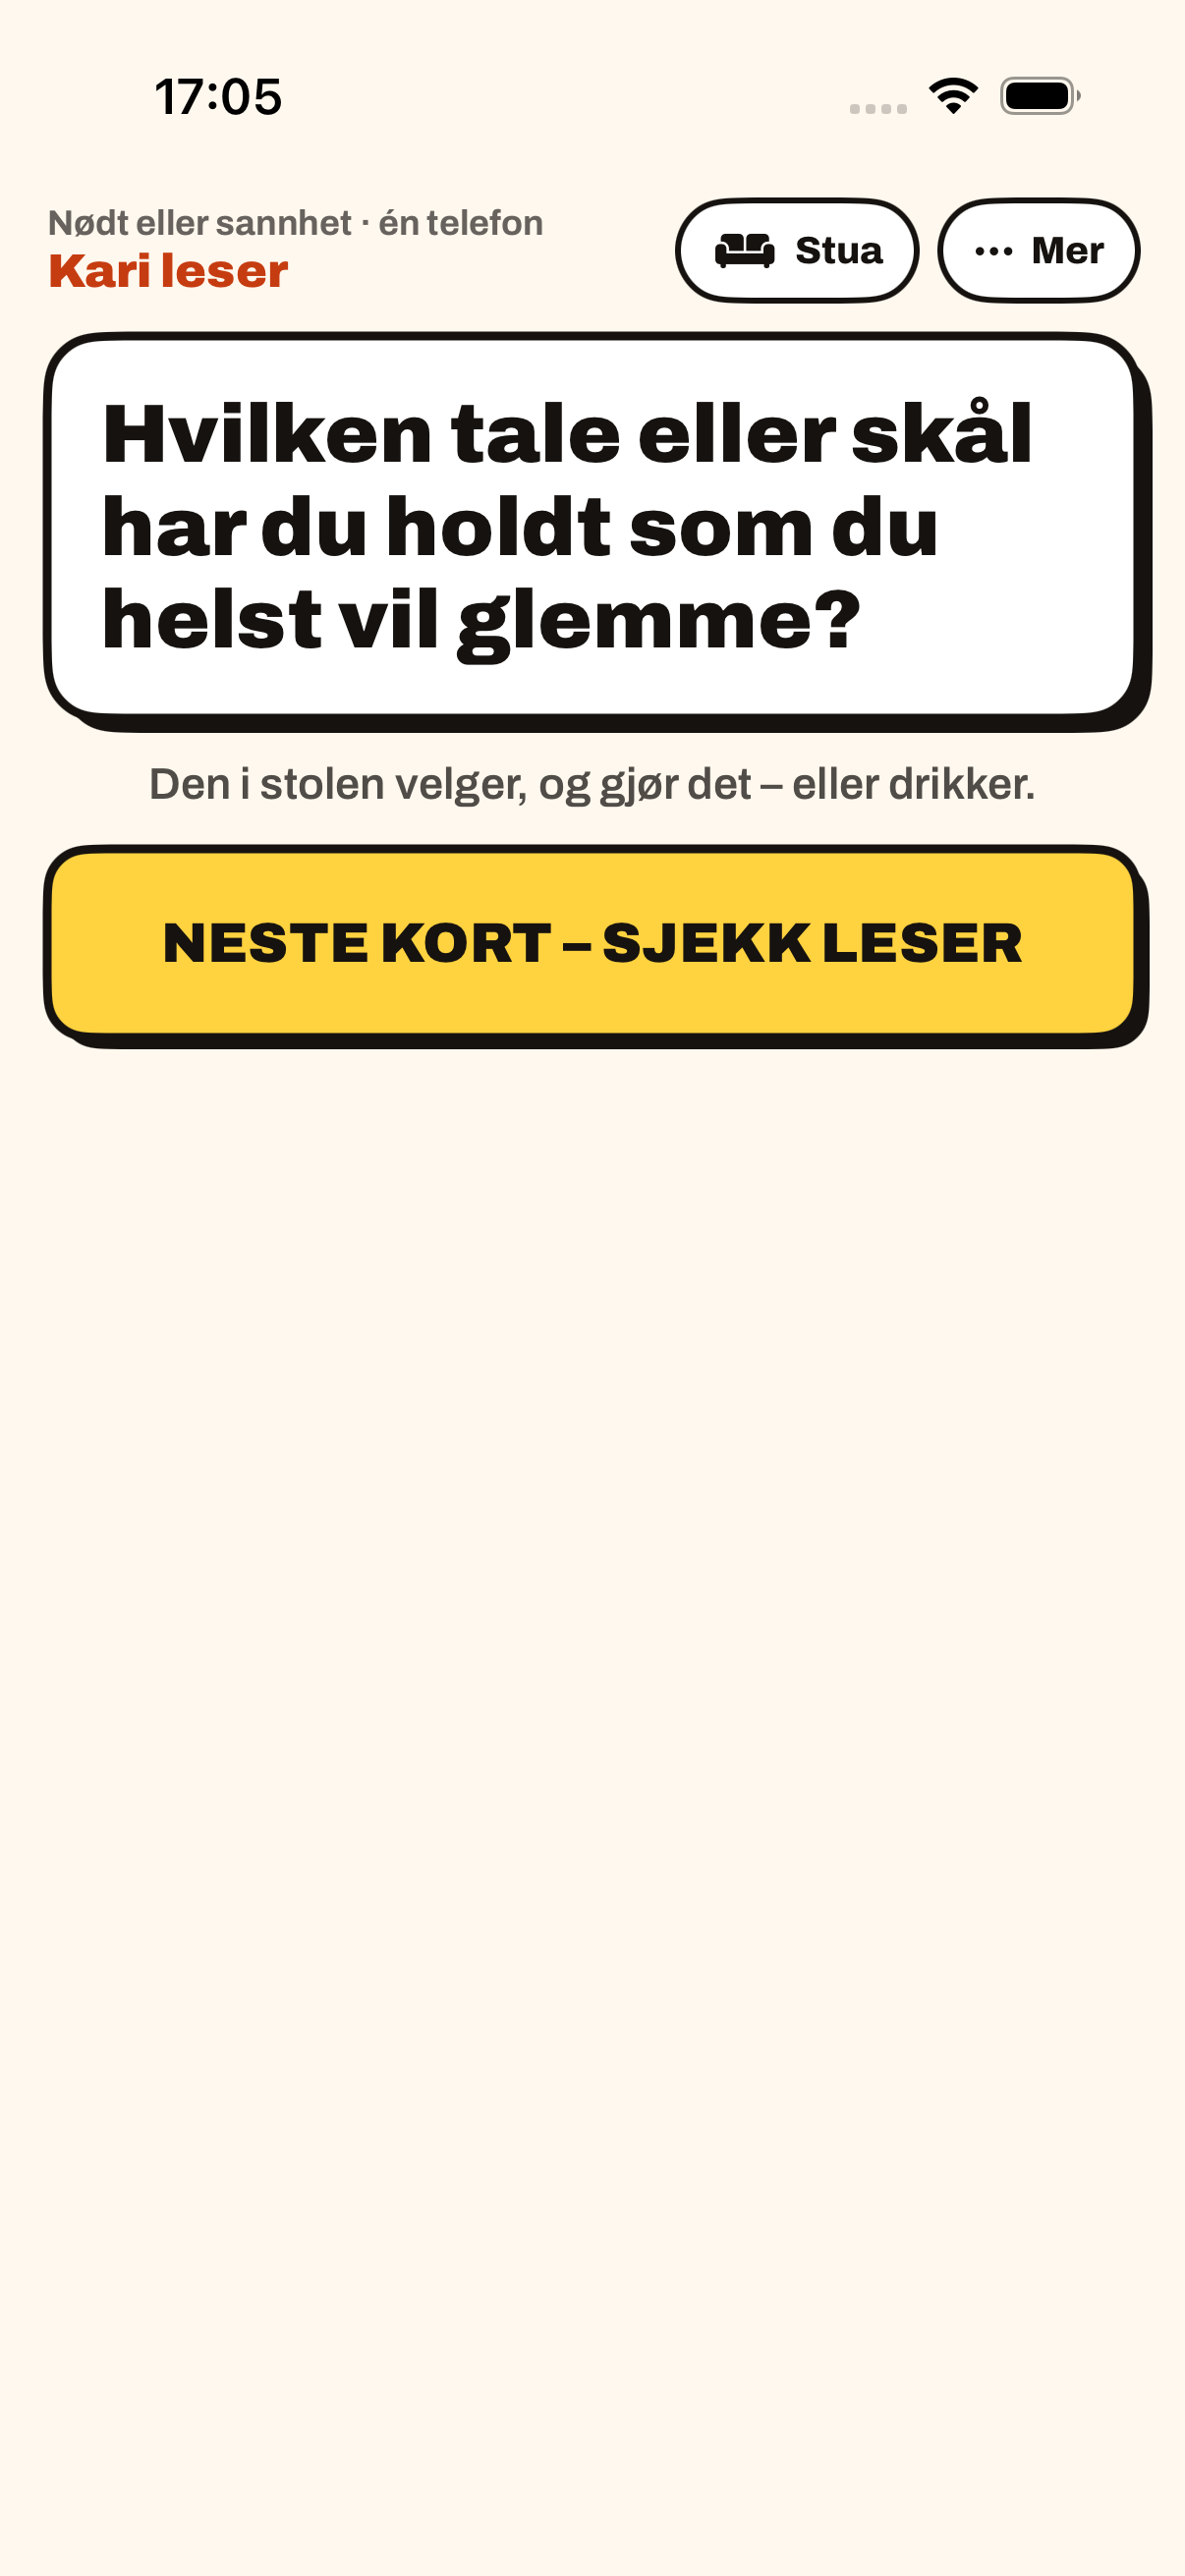 17:05
Nødt eller sannhet · én telefon
Kari leser
Stua
Mer
Hvilken tale eller skål
har du holdt som du
helst vil glemme?
Den i stolen velger, og gjør det – eller drikker.
NESTE KORT – SJEKK LESER